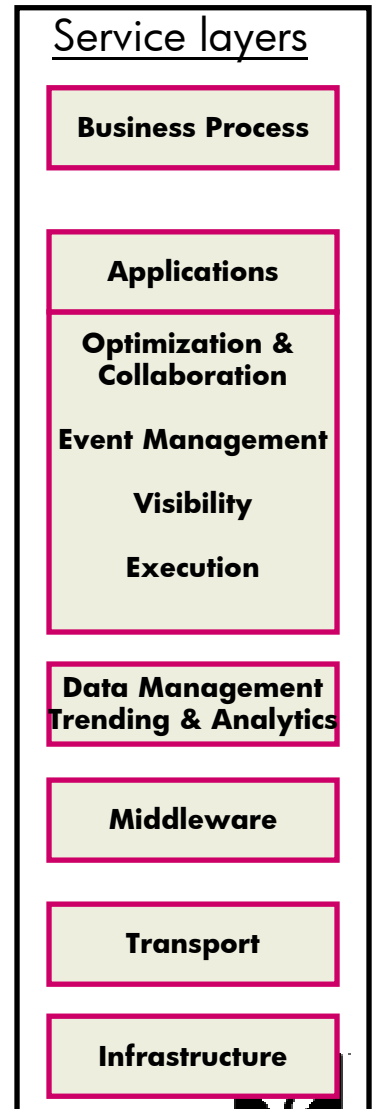 Service layers
Business Process
Applications
Optimization &
Collaboration
Event Management
Visibility
Execution
Data Management
Trending & Analytics
Middleware
Transport
Infrastructure